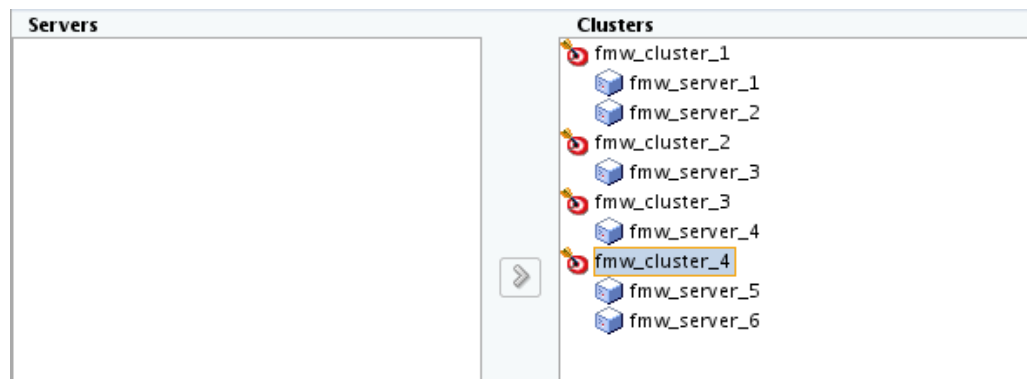 Servers
Clusters
fmw_cluster_1
fmw_server_1
fmw_server_2
fmw_cluster_2
fmw_server_3
fmw_cluster_3
fmw_server_4
fmw_cluster_4
fmw_server_5
fmw_server_6